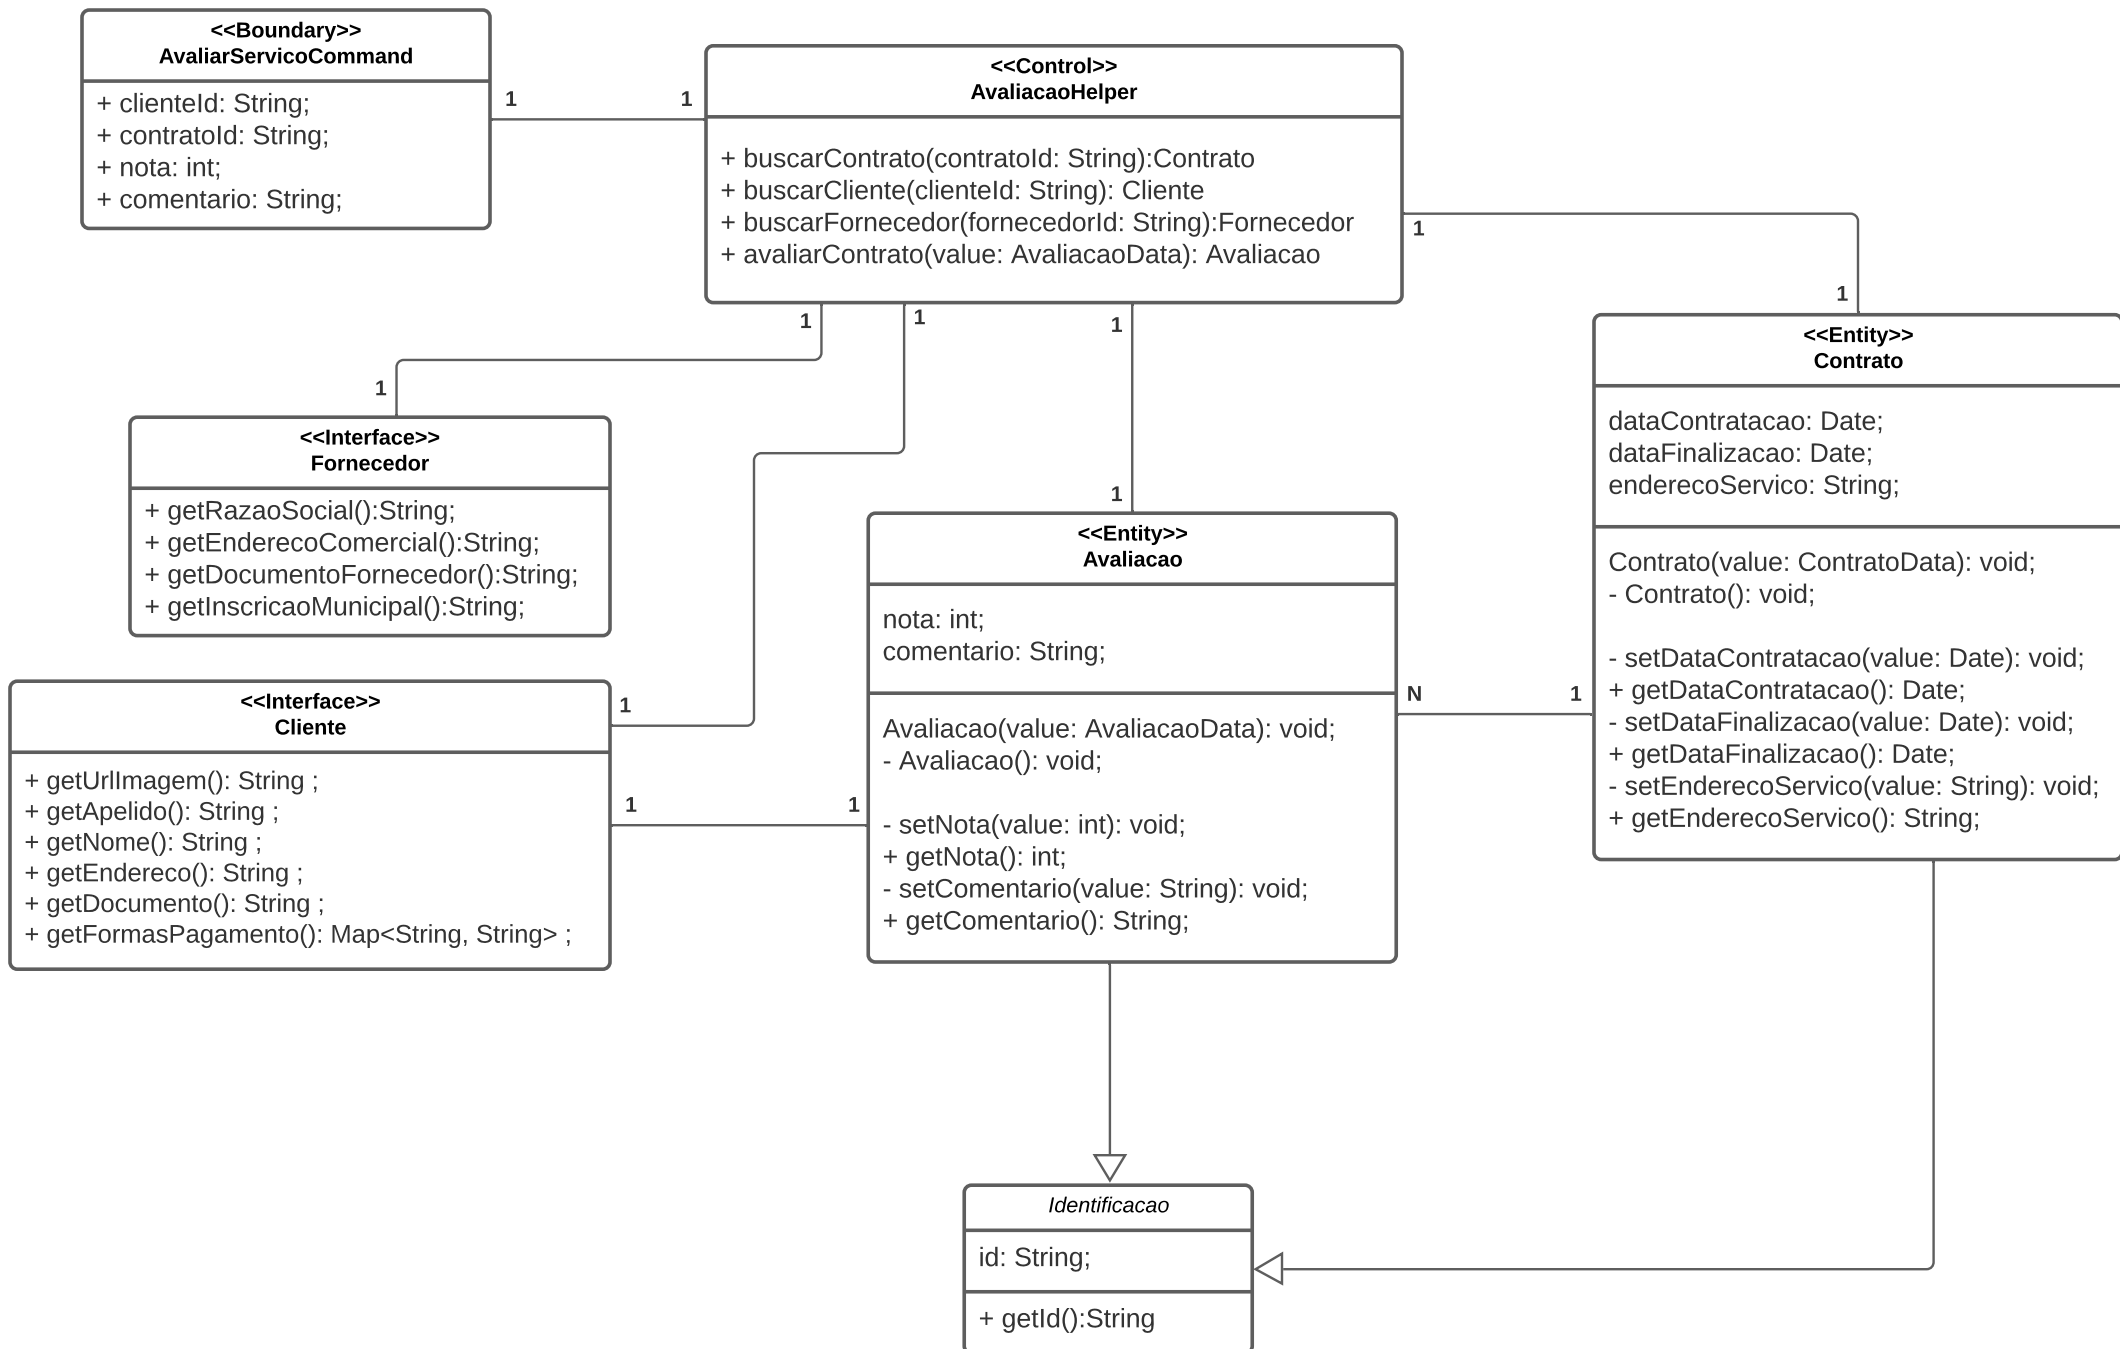 <<Boundary>>
AvaliarServicoCommand
+ clienteId: String;
+ contratoId: String;
+ nota: int;
+ comentario: String;
1
1
<<Control>>
AvaliacaoHelper
+ buscarContrato(contratoId: String):Contrato
+ buscarCliente(clienteId: String): Cliente
+ buscarFornecedor(fornecedorId: String):Fornecedor
+ avaliarContrato(value: AvaliacaoData): Avaliacao
1
1
1
1
1
1
1
<<Interface>>
Fornecedor
+ getRazaoSocial():String;
+ getEnderecoComercial():String;
+ getDocumentoFornecedor():String;
+ getInscricaoMunicipal():String;
<<Interface>>
Cliente
+ getUrlImagem(): String ;
+ getApelido(): String ;
+ getNome(): String ;
+ getEndereco(): String ;
+ getDocumento(): String ;
+ getFormasPagamento(): Map<String, String> ;
1
1
1
<<Entity>>
Avaliacao
nota: int;
comentario: String;
Avaliacao(value: AvaliacaoData): void;
- Avaliacao(): void;
- setNota(value: int): void;
+ getNota(): int;
- setComentario(value: String): void;
+ getComentario(): String;
N
1
<<Entity>>
Contrato
dataContratacao: Date;
dataFinalizacao: Date;
enderecoServico: String;
Contrato(value: ContratoData): void;
- Contrato(): void;
- setDataContratacao(value: Date): void;
+ getDataContratacao(): Date;
- setDataFinalizacao(value: Date): void;
+ getDataFinalizacao(): Date;
- setEnderecoServico(value: String): void;
+ getEnderecoServico(): String;
Identificacao
id: String;
+ getId():String